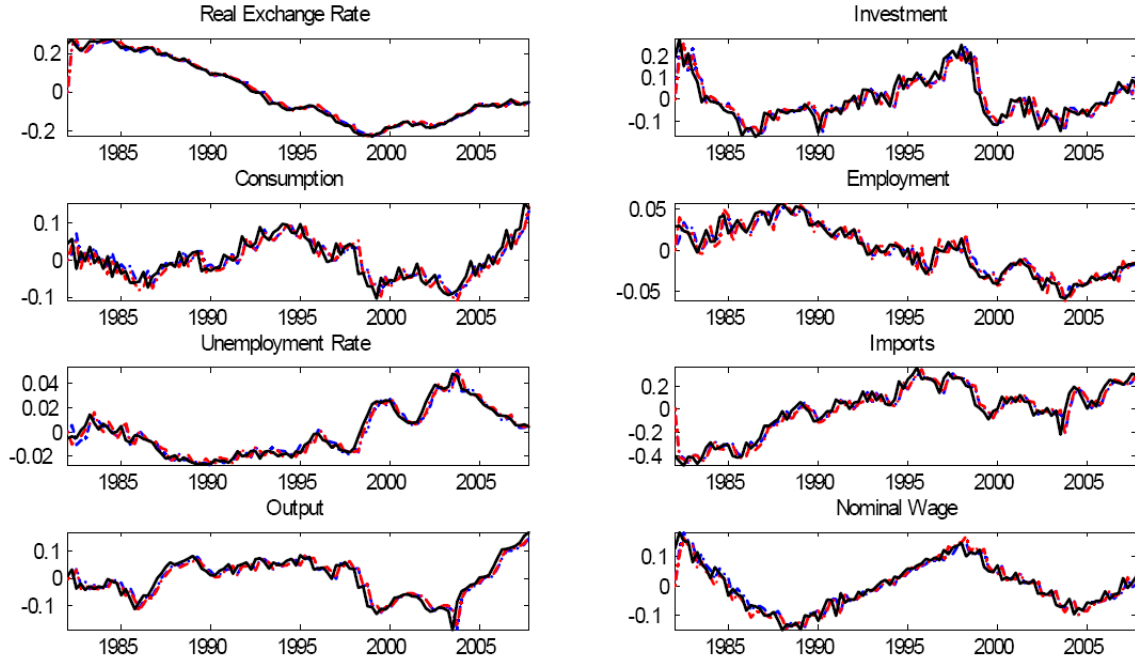 Real Exchange Rate
0.2
0
-0.2
1985 1990 1995 2000 2005
Investment
0.2
0.1
0
-0.1
1985 1990 1995 2000 2005
Consumption
0.1
0
-0.1
1985 1990 1995 2000 2005
Employment
0.05
0
-0.05
1985 1990 1995 2000 2005
Unemployment Rate
0.04
0.02
0
-0.02
1985 1990 1995 2000 2005
Imports
0.2
0
-0.2
-0.4
1985 1990 1995 2000 2005
Output
0.1
0
-0.1
1985 1990 1995 2000 2005
Nominal Wage
0.1
0
-0.1
1985 1990 1995 2000 2005